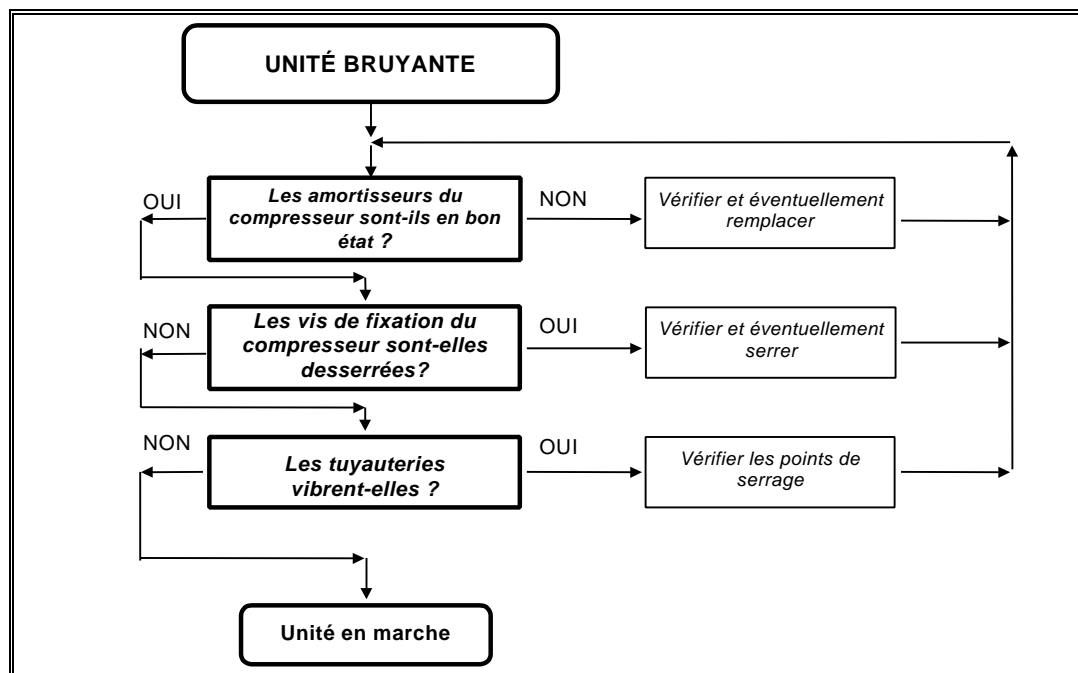 UNITÉ BRUYANTE
OUI
Les amortisseurs du
compresseur sont-ils en bon
état ?
NON
Vérifier et éventuellement
remplacer
NON
Les vis de fixation du
compresseur sont-elles
desserrées?
OUI
Vérifier et éventuellement
serrer
NON
Les tuyauteries
vibrent-elles ?
OUI
Vérifier les points de
serrage
Unité en marche